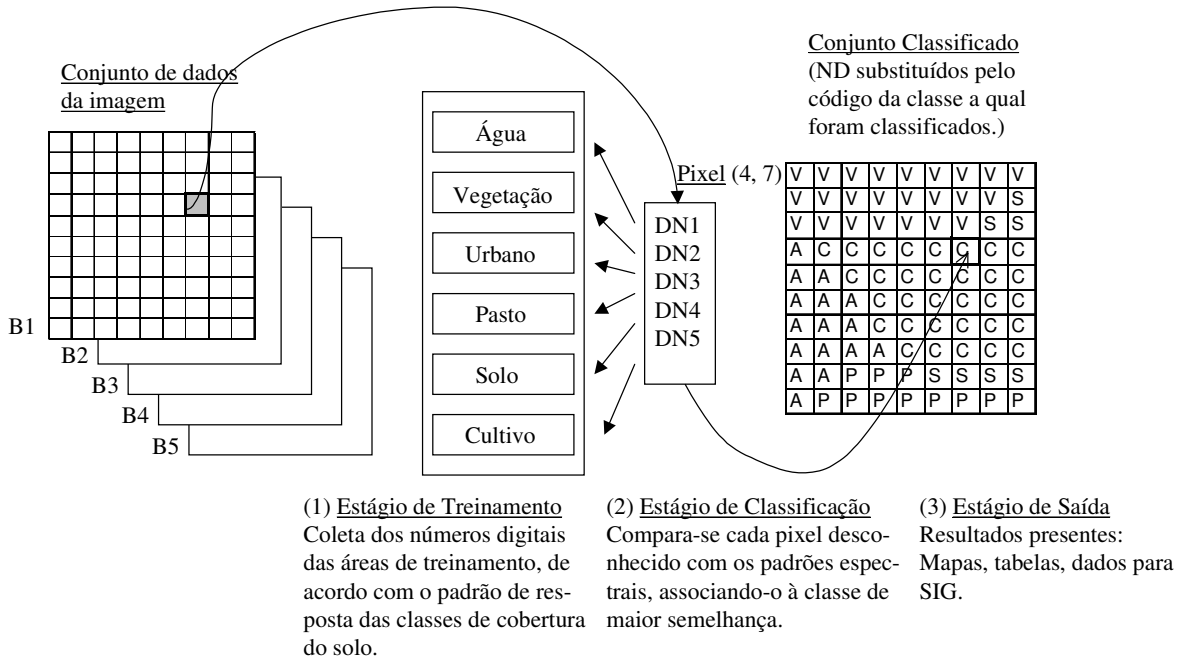 Conjunto de dados
da imagem
B1
B2
B3
B4
B5
Água
Vegetação
Urbano
Pasto
Solo
Cultivo
Pixel (4, 7)
DN1
DN2
DN3
DN4
DN5
Conjunto Classificado
(ND substituídos pelo
código da classe a qual
foram classificados.)
V V V V V V V V V
V V V V V V V V S
V V V V V V V S S
A C C C C C C C C
A A C C C C C C C
A A A C C C C C C
A A A C C C C C C
A A A A C C C C C
A A P P P S S S S
A P P P P P P P P
(1) Estágio de Treinamento
Coleta dos números digitais
das áreas de treinamento, de
acordo com o padrão de res-
posta das classes de cobertura
do solo.
(2) Estágio de Classificação
Compara-se cada pixel desco-
nhecido com os padrões espec-
trais, associando-o à classe de
maior semelhança.
(3) Estágio de Saída
Resultados presentes:
Mapas, tabelas, dados para
SIG.